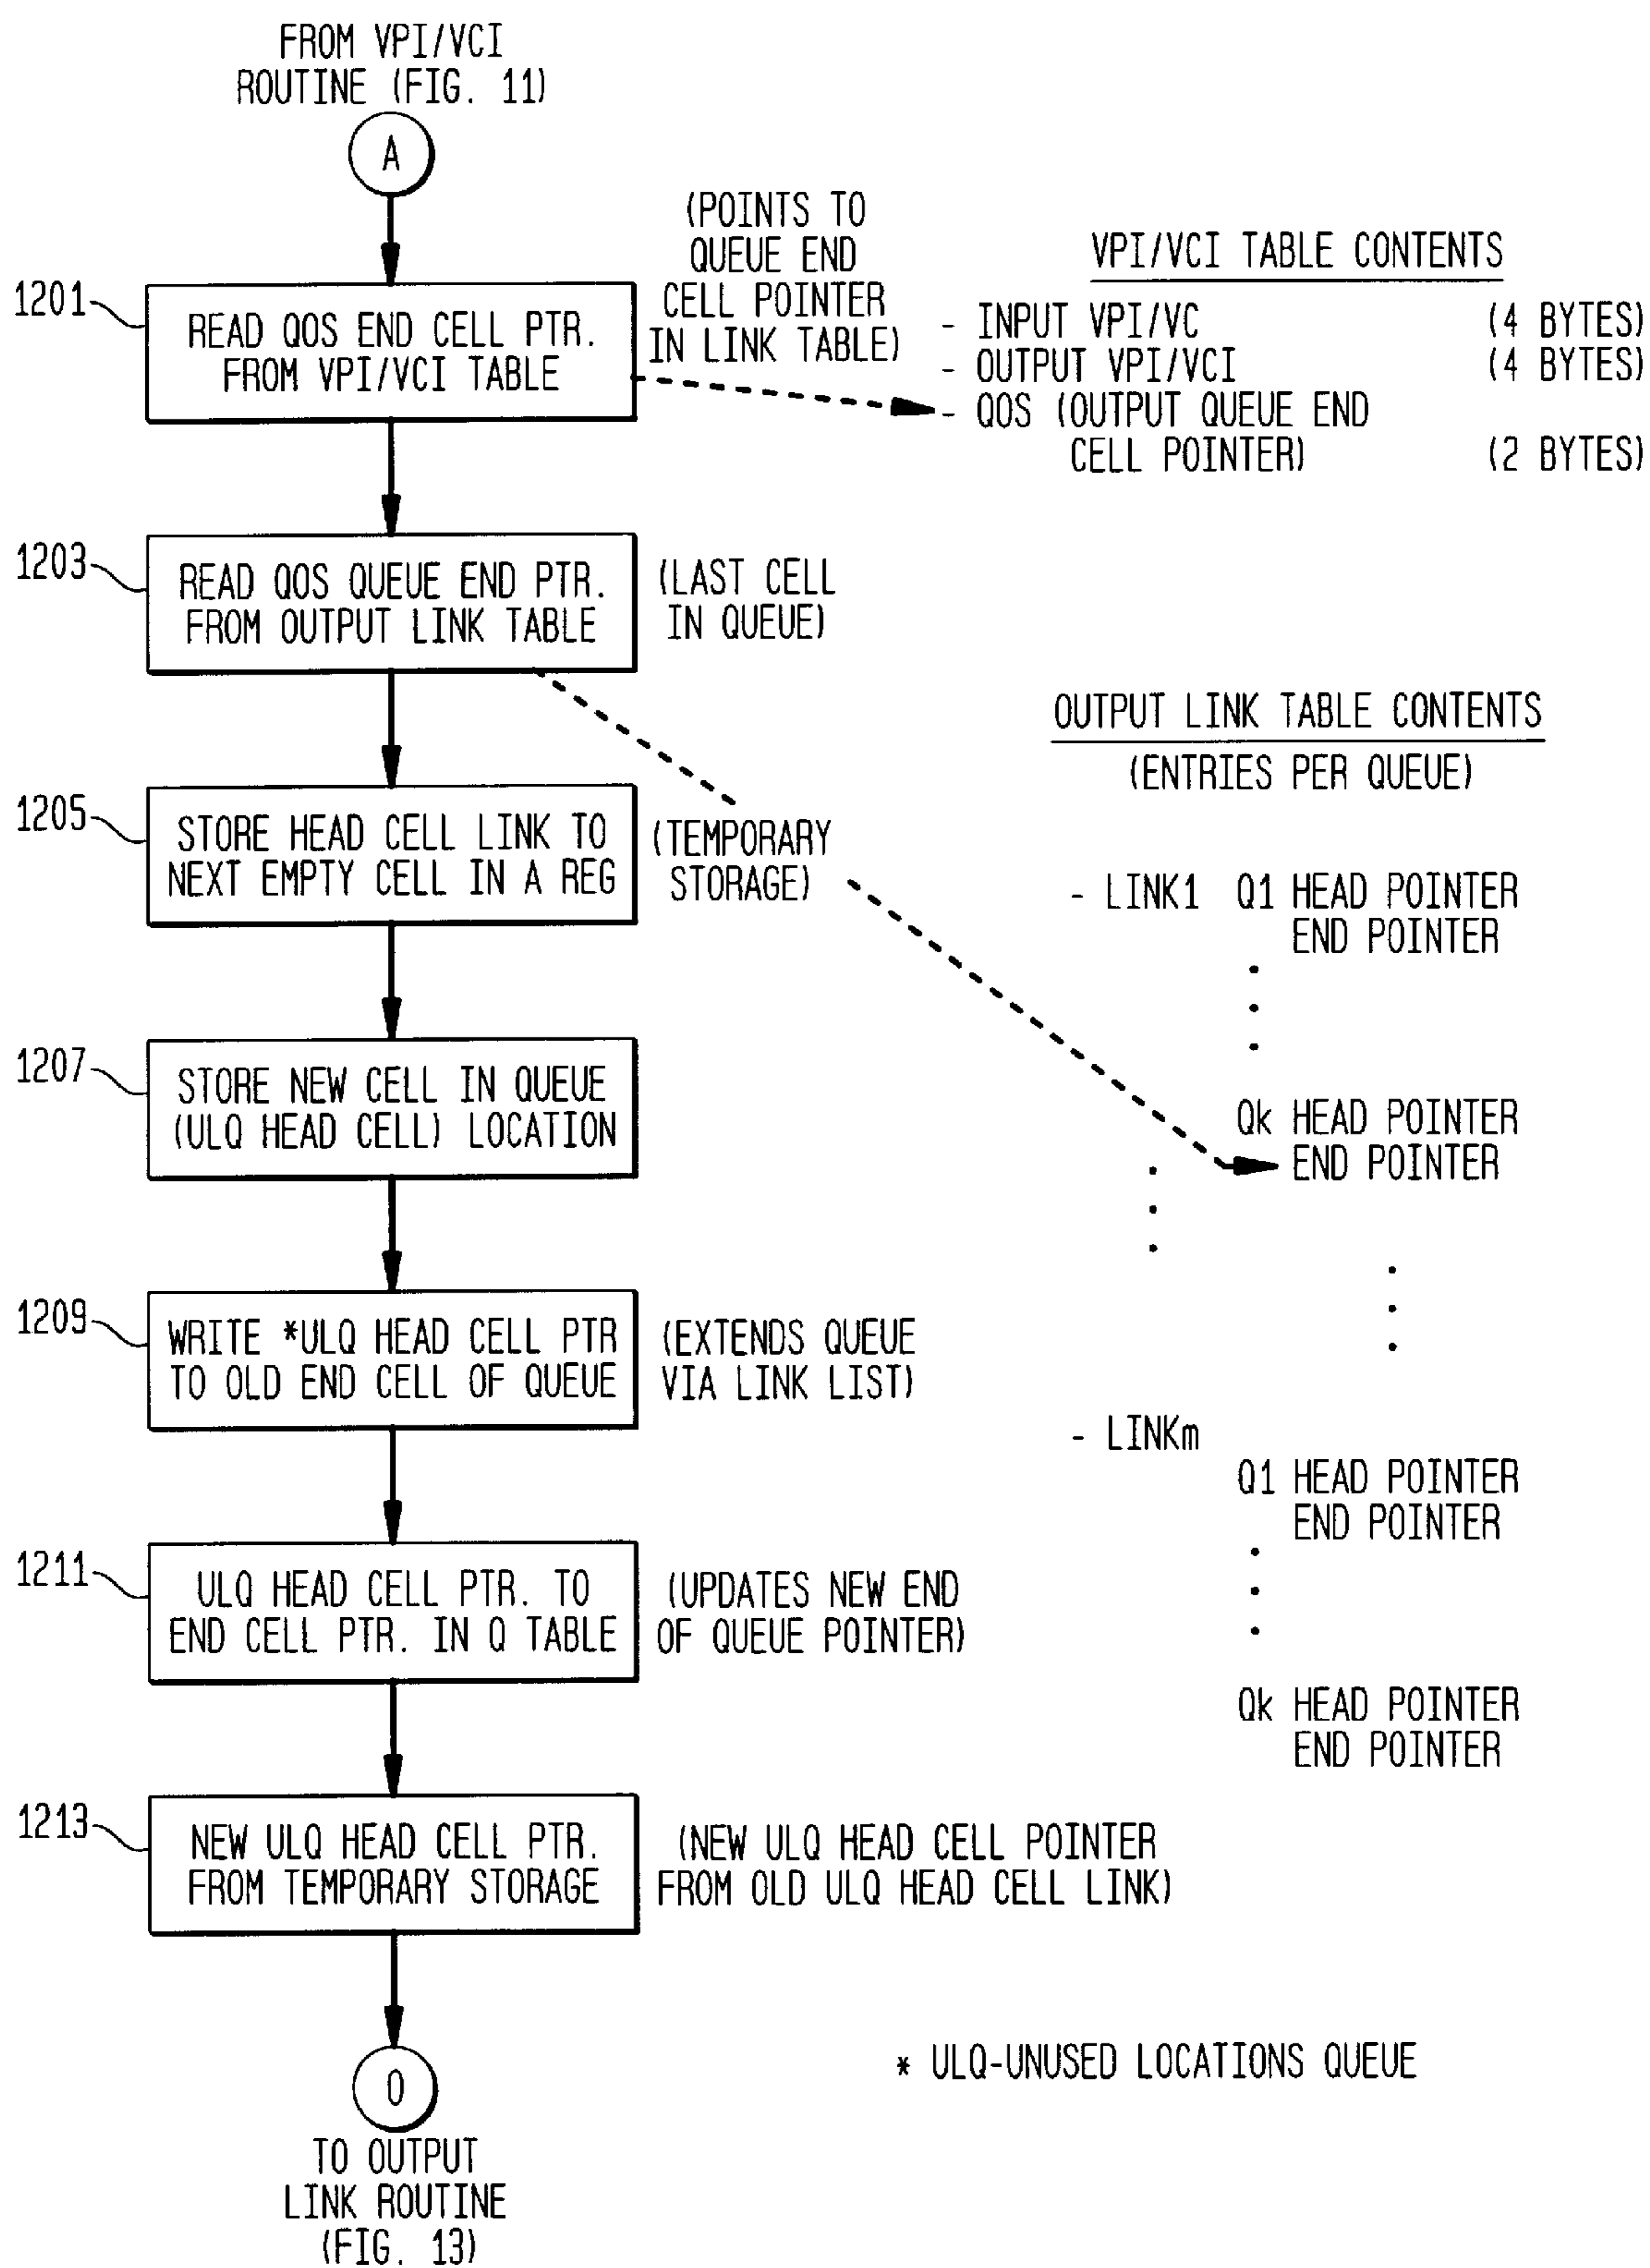 FROM VPI/VCI
ROUTINE (FIG. 11)
A
1201
READ QOS END CELL PTR.
FROM VPI/VCI TABLE
(POINTS TO
QUEUE END
CELL POINTER
IN LINK TABLE)
VPI/VCI TABLE CONTENTS
- INPUT VPI/VC (4 BYTES)
- OUTPUT VPI/VCI (4 BYTES)
- QOS (OUTPUT QUEUE END
CELL POINTER) (2 BYTES)
1203
READ QOS QUEUE END PTR.
FROM OUTPUT LINK TABLE
(LAST CELL
IN QUEUE)
1205
STORE HEAD CELL LINK TO
NEXT EMPTY CELL IN A REG
(TEMPORARY
STORAGE)
1207
STORE NEW CELL IN QUEUE
(ULQ HEAD CELL) LOCATION
1209
WRITE *ULQ HEAD CELL PTR
TO OLD END CELL OF QUEUE
(EXTENDS QUEUE
VIA LINK LIST)
1211
ULQ HEAD CELL PTR. TO
END CELL PTR. IN Q TABLE
(UPDATES NEW END
OF QUEUE POINTER)
1213
NEW ULQ HEAD CELL PTR.
FROM TEMPORARY STORAGE
(NEW ULQ HEAD CELL POINTER
FROM OLD ULQ HEAD CELL LINK)
OUTPUT LINK TABLE CONTENTS
(ENTRIES PER QUEUE)
- LINK1 Q1 HEAD POINTER
END POINTER
Qk HEAD POINTER
END POINTER
- LINKm
Q1 HEAD POINTER
END POINTER
Qk HEAD POINTER
END POINTER
O
TO OUTPUT
LINK ROUTINE
(FIG. 13)
* ULQ-UNUSED LOCATIONS QUEUE